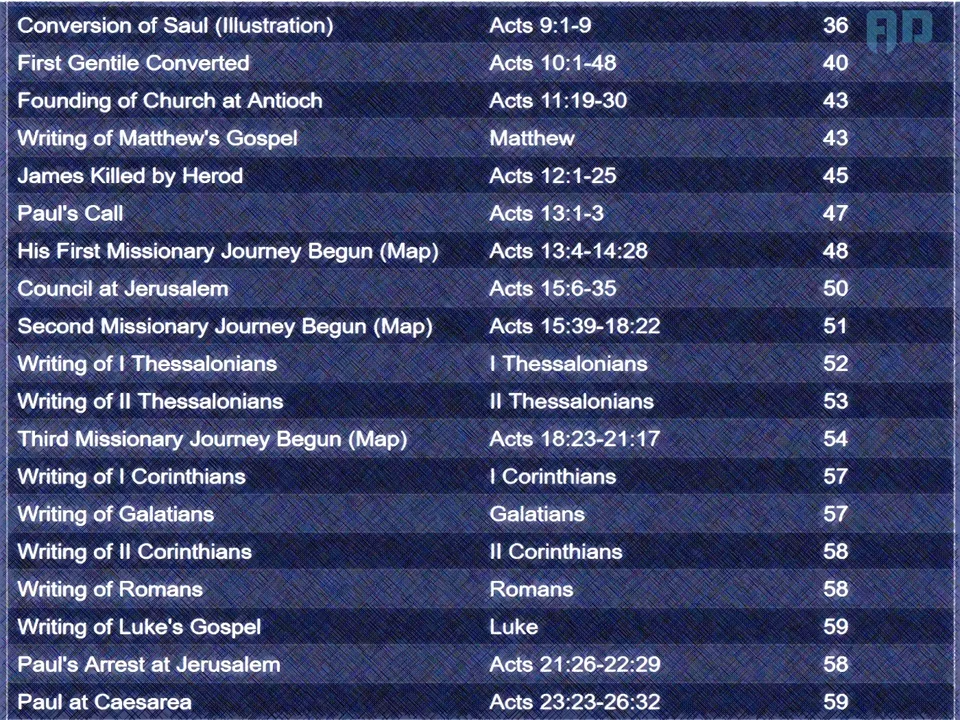 Conversion of Saul (Illustration) Acts 9:1-9 36 AD
First Gentile Converted Acts 10:1-48 40
Founding of Church at Antioch Acts 11:19-30 43
Writing of Matthew's Gospel Matthew 43
James Killed by Herod Acts 12:1-25 45
Paul's Call Acts 13:1-3 47
His First Missionary Journey Begun (Map) Acts 13:4-14:28 48
Council at Jerusalem Acts 15:6-35 50
Second Missionary Journey Begun (Map) Acts 15:39-18:22 51
Writing of I Thessalonians I Thessalonians 52
Writing of II Thessalonians II Thessalonians 53
Third Missionary Journey Begun (Map) Acts 18:23-21:17 54
Writing of I Corinthians I Corinthians 57
Writing of Galatians Galatians 57
Writing of II Corinthians II Corinthians 58
Writing of Romans Romans 58
Writing of Luke's Gospel Luke 59
Paul's Arrest at Jerusalem Acts 21:26-22:29 58
Paul at Caesarea Acts 23:23-26:32 59